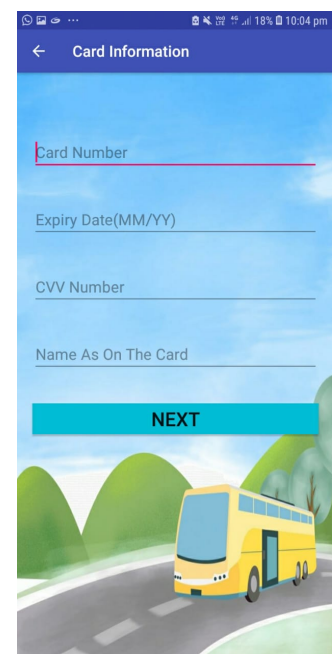 18% 10:04 pm
Card Information
Card Number
Expiry Date(MM/YY)
CVV Number
Name As On The Card
NEXT